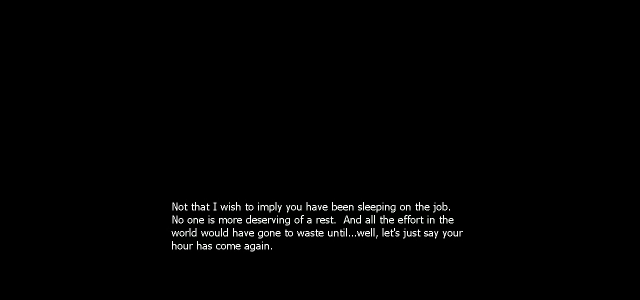 Not that I wish to imply you have been sleeping on the job.
No one is more deserving of a rest.  And all the effort in the
world would have gone to waste until...well, let's just say your
hour has come again.